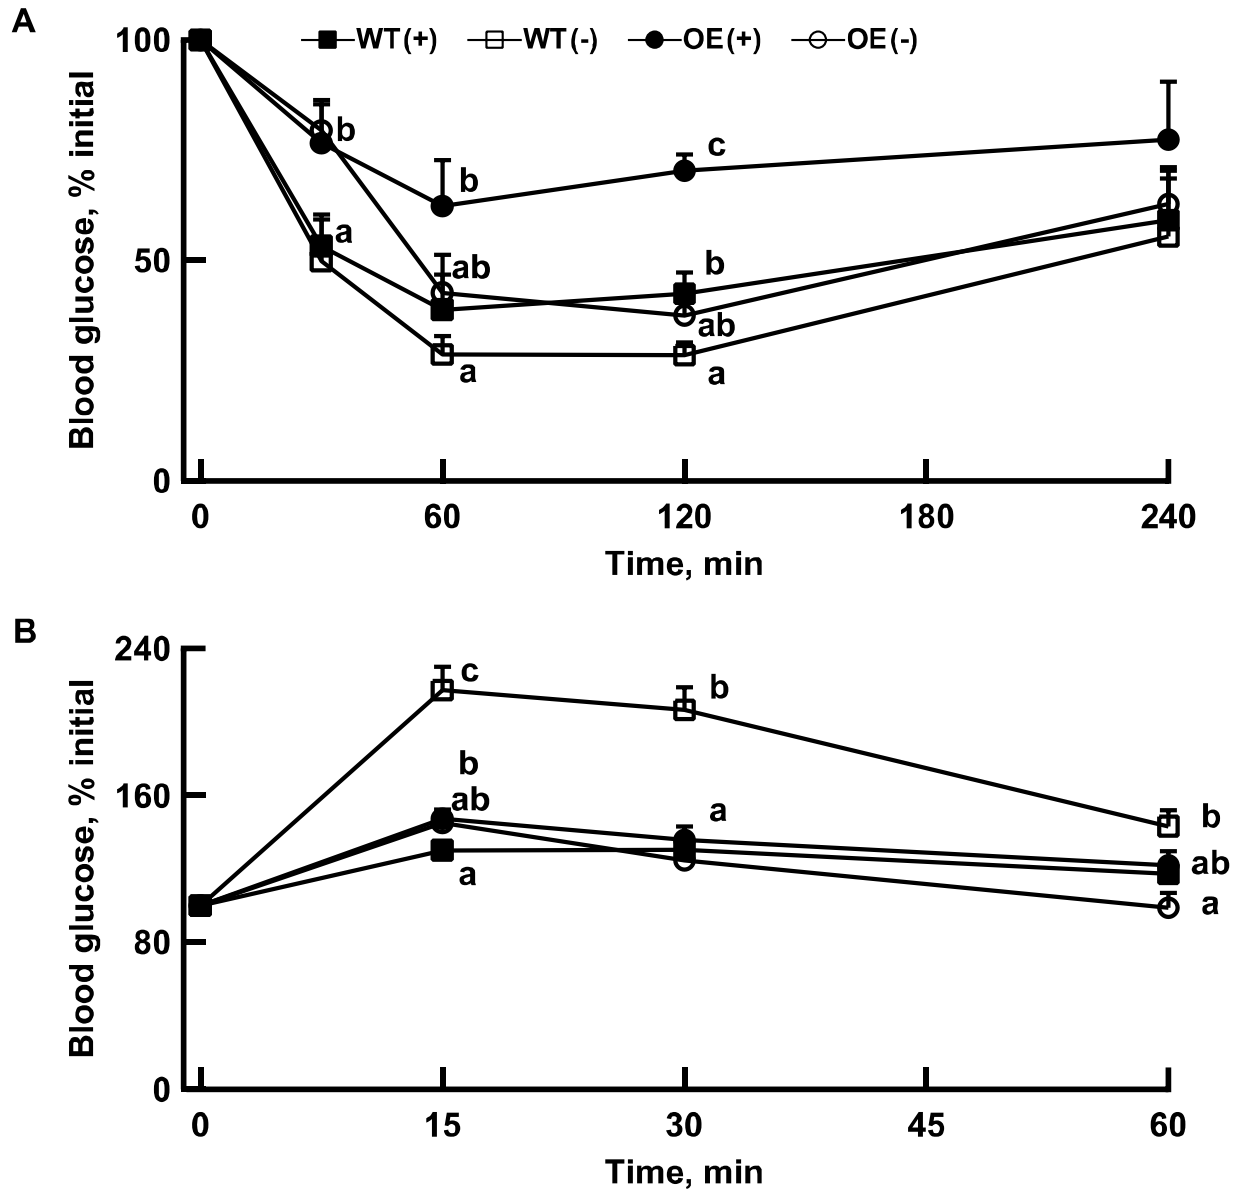 A
100
WT(+) WT(-) OE(+) OE(-)
Blood glucose, % initial
b
b
c
a
50
ab
b
ab
a
a
0
0 60 120 180 240
Time, min
B
240
Blood glucose, % initial
c
b
b
160
ab
a
b
a
ab
a
80
0
0 15 30 45 60
Time, min